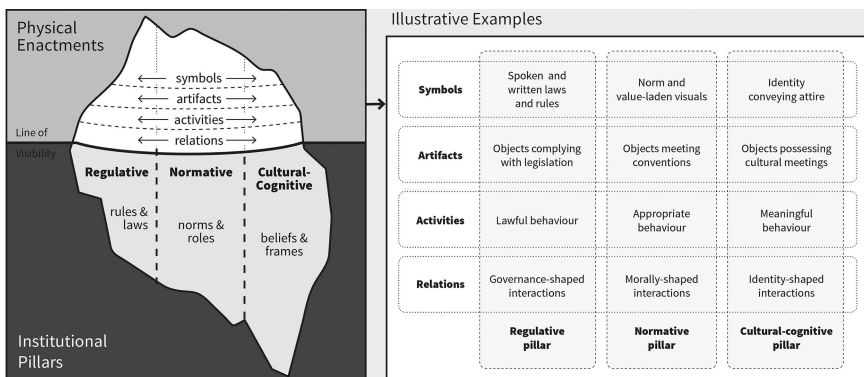 Physical
Enactments
symbols
artifacts
activities
relations
Line of
Visibility
Regulative
Normative
Cultural-
Cognitive
rules &
laws
norms &
roles
beliefs &
frames
Institutional
Pillars
Illustrative Examples
Symbols
Spoken and
written laws
and rules
Norm and
value-laden visuals
Identity
conveying attire
Artifacts
Objects complying
with legislation
Objects meeting
conventions
Objects possessing
cultural meetings
Activities
Lawful behaviour
Appropriate
behaviour
Meaningful
behaviour
Relations
Governance-shaped
interactions
Morally-shaped
interactions
Identity-shaped
interactions
Regulative
pillar
Normative
pillar
Cultural-cognitive
pillar